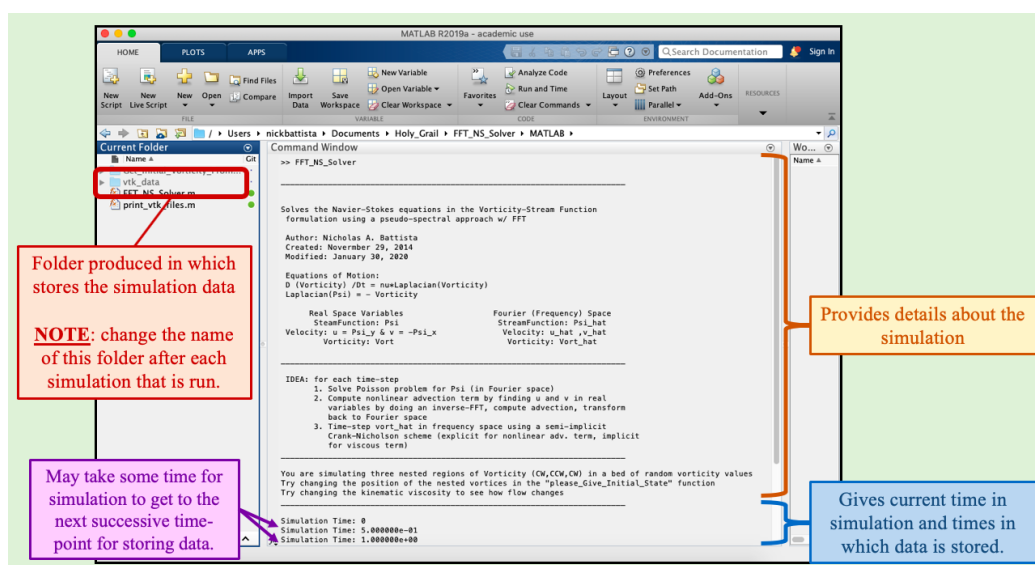 MATLAB R2019a - academic use
HOME PLOTS APPS
Search Documentation
Sign In
New Script
New Live Script
New
Open
Find Files
Compare
Import Data
Save Workspace
New Variable
Open Variable
Clear Workspace
Favorites
Analyze Code
Run and Time
Clear Commands
Layout
Preferences
Set Path
Parallel
Add-Ons
RESOURCES
FILE VARIABLE CODE ENVIRONMENT
/ Users nickbattista Documents Holy_Grail FFT_NS_Solver MATLAB
Current Folder
Name Git
vtk_data
FFT_NS_Solver.m
print_vtk_files.m
Command Window
>> FFT_NS_Solver
Solves the Navier-Stokes equations in the Vorticity-Stream Function
formulation using a pseudo-spectral approach w/ FFT
Author: Nicholas A. Battista
Created: Novermber 29, 2014
Modified: January 30, 2020
Equations of Motion:
D (Vorticity) /Dt = nu*Laplacian(Vorticity)
Laplacian(Psi) = - Vorticity
Real Space Variables Fourier (Frequency) Space
SteamFunction: Psi StreamFunction: Psi_hat
Velocity: u = Psi_y & v = -Psi_x Velocity: u_hat ,v_hat
Vorticity: Vort Vorticity: Vort_hat
IDEA: for each time-step
1. Solve Poisson problem for Psi (in Fourier space)
2. Compute nonlinear advection term by finding u and v in real
variables by doing an inverse-FFT, compute advection, transform
back to Fourier space
3. Time-step vort_hat in frequency space using a semi-implicit
Crank-Nicholson scheme (explicit for nonlinear adv. term, implicit
for viscous term)
You are simulating three nested regions of Vorticity (CW,CCW,CW) in a bed of random vorticity values
Try changing the position of the nested vortices in the "please_Give_Initial_State" function
Try changing the kinematic viscosity to see how flow changes
Simulation Time: 0
Simulation Time: 5.000000e-01
Simulation Time: 1.000000e+00
Wo...
Name
Folder produced in which
stores the simulation data
NOTE: change the name
of this folder after each
simulation that is run.
May take some time for
simulation to get to the
next successive time-
point for storing data.
Provides details about the
simulation
Gives current time in
simulation and times in
which data is stored.